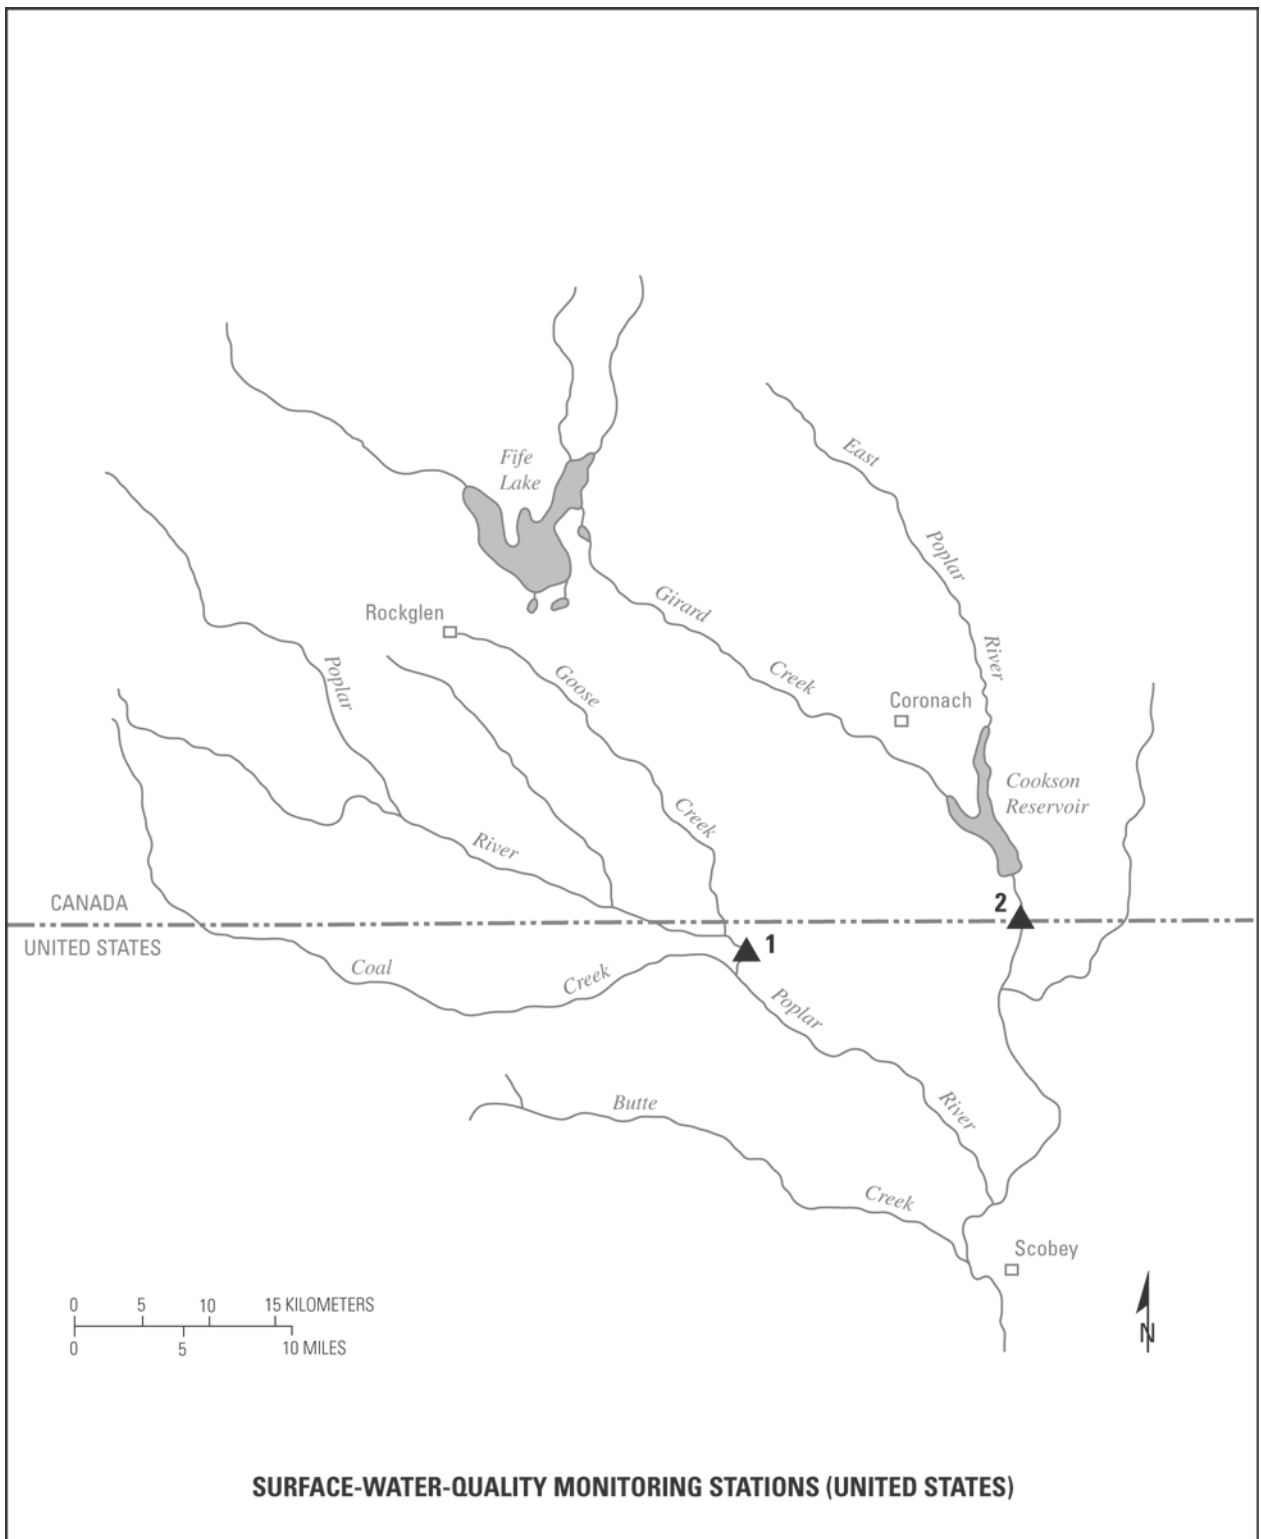 Fife
Lake
East
Poplar
River
Girard
Creek
Rockglen
Goose
Creek
Poplar
River
Coronach
Cookson
Reservoir
CANADA
UNITED STATES
2
1
Coal
Creek
Poplar
River
Butte
Creek
Scobey
0 5 10 15 KILOMETERS
0 5 10 MILES
N
SURFACE-WATER-QUALITY MONITORING STATIONS (UNITED STATES)